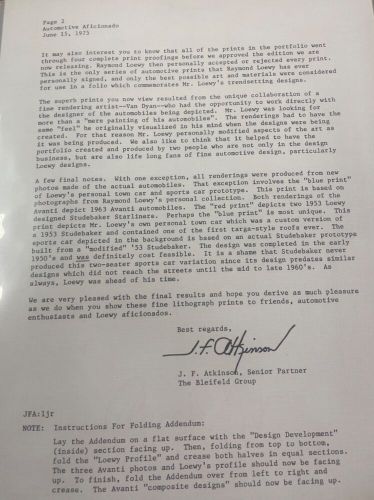 Page 2
Automotive Aficionado
June 15, 1975
It may also interest you to know that all of the prints in the portfolio went
through four complete print proofings before we approved the edition we are
now releasing. Raymond Loewy then personally accepted or rejected every print.
This is the only series of automotive prints that Raymond Loewy has ever
personally signed, and only the best possible art and materials were considered
for use in a folio which commemorates Mr. Loewy's trendsetting designs.
The superb prints you now view resulted from the unique collaboration of a
fine rendering artist--Van Dyan--who had the opportunity to work directly with
the designer of the automobiles being depicted. Mr. Loewy was looking for
more than a "mere painting of his automobiles". The renderings had to have the
same "feel" he originally visualized in his mind when the designs were being
created. For that reason Mr. Loewy personally modified aspects of the art as
it was being produced. We also like to think that it helped to have the
portfolio created and produced by two people who are not only in the design
business, but are also life long fans of fine automotive design, particularly
Loewy designs.
A few final notes. With one exception, all renderings were produced from new
photos made of the actual automobiles. That exception involves the "blue print"
of Loewy's personal town car and sports car prototype. This print is based on
photographs from Raymond Loewy's personal collection. Both renderings of the
Avanti depict 1963 Avanti automobiles. The "red print" depicts two 1953 Loewy
designed Studebaker Starliners. Perhaps the "blue print" is most unique. This
print depicts Mr. Loewy's own personal town car which was a custom version of
a 1953 Studebaker and contained one of the first targa-style roofs ever. The
sports car depicted in the background is based on an actual Studebaker prototype
built from a "modified" '53 Studebaker. The design was completed in the early
1950's and was definitely cost feasible. It is a shame that Studebaker never
produced this two-seater sports car variation since its design predates similar
designs which did not reach the streets until the mid to late 1960's. As
always, Loewy was ahead of his time.
We are very pleased with the final results and hope you derive as much pleasure
as we do when you show these fine lithograph prints to friends, automotive
enthusiasts and Loewy aficionados.
Best regards,
J.F. Atkinson
J. F. Atkinson, Senior Partner
The Bleifeld Group
JFA:ljr
NOTE: Instructions For Folding Addendum:
Lay the Addendum on a flat surface with the "Design Development"
(inside) section facing up. Then, folding from top to bottom,
fold the "Loewy Profile" and crease both halves in equal sections.
The three Avanti photos and Loewy's profile should now be facing
up. To finish, fold the Addendum over from left to right and
crease. The Avanti "composite designs" should now be facing up.